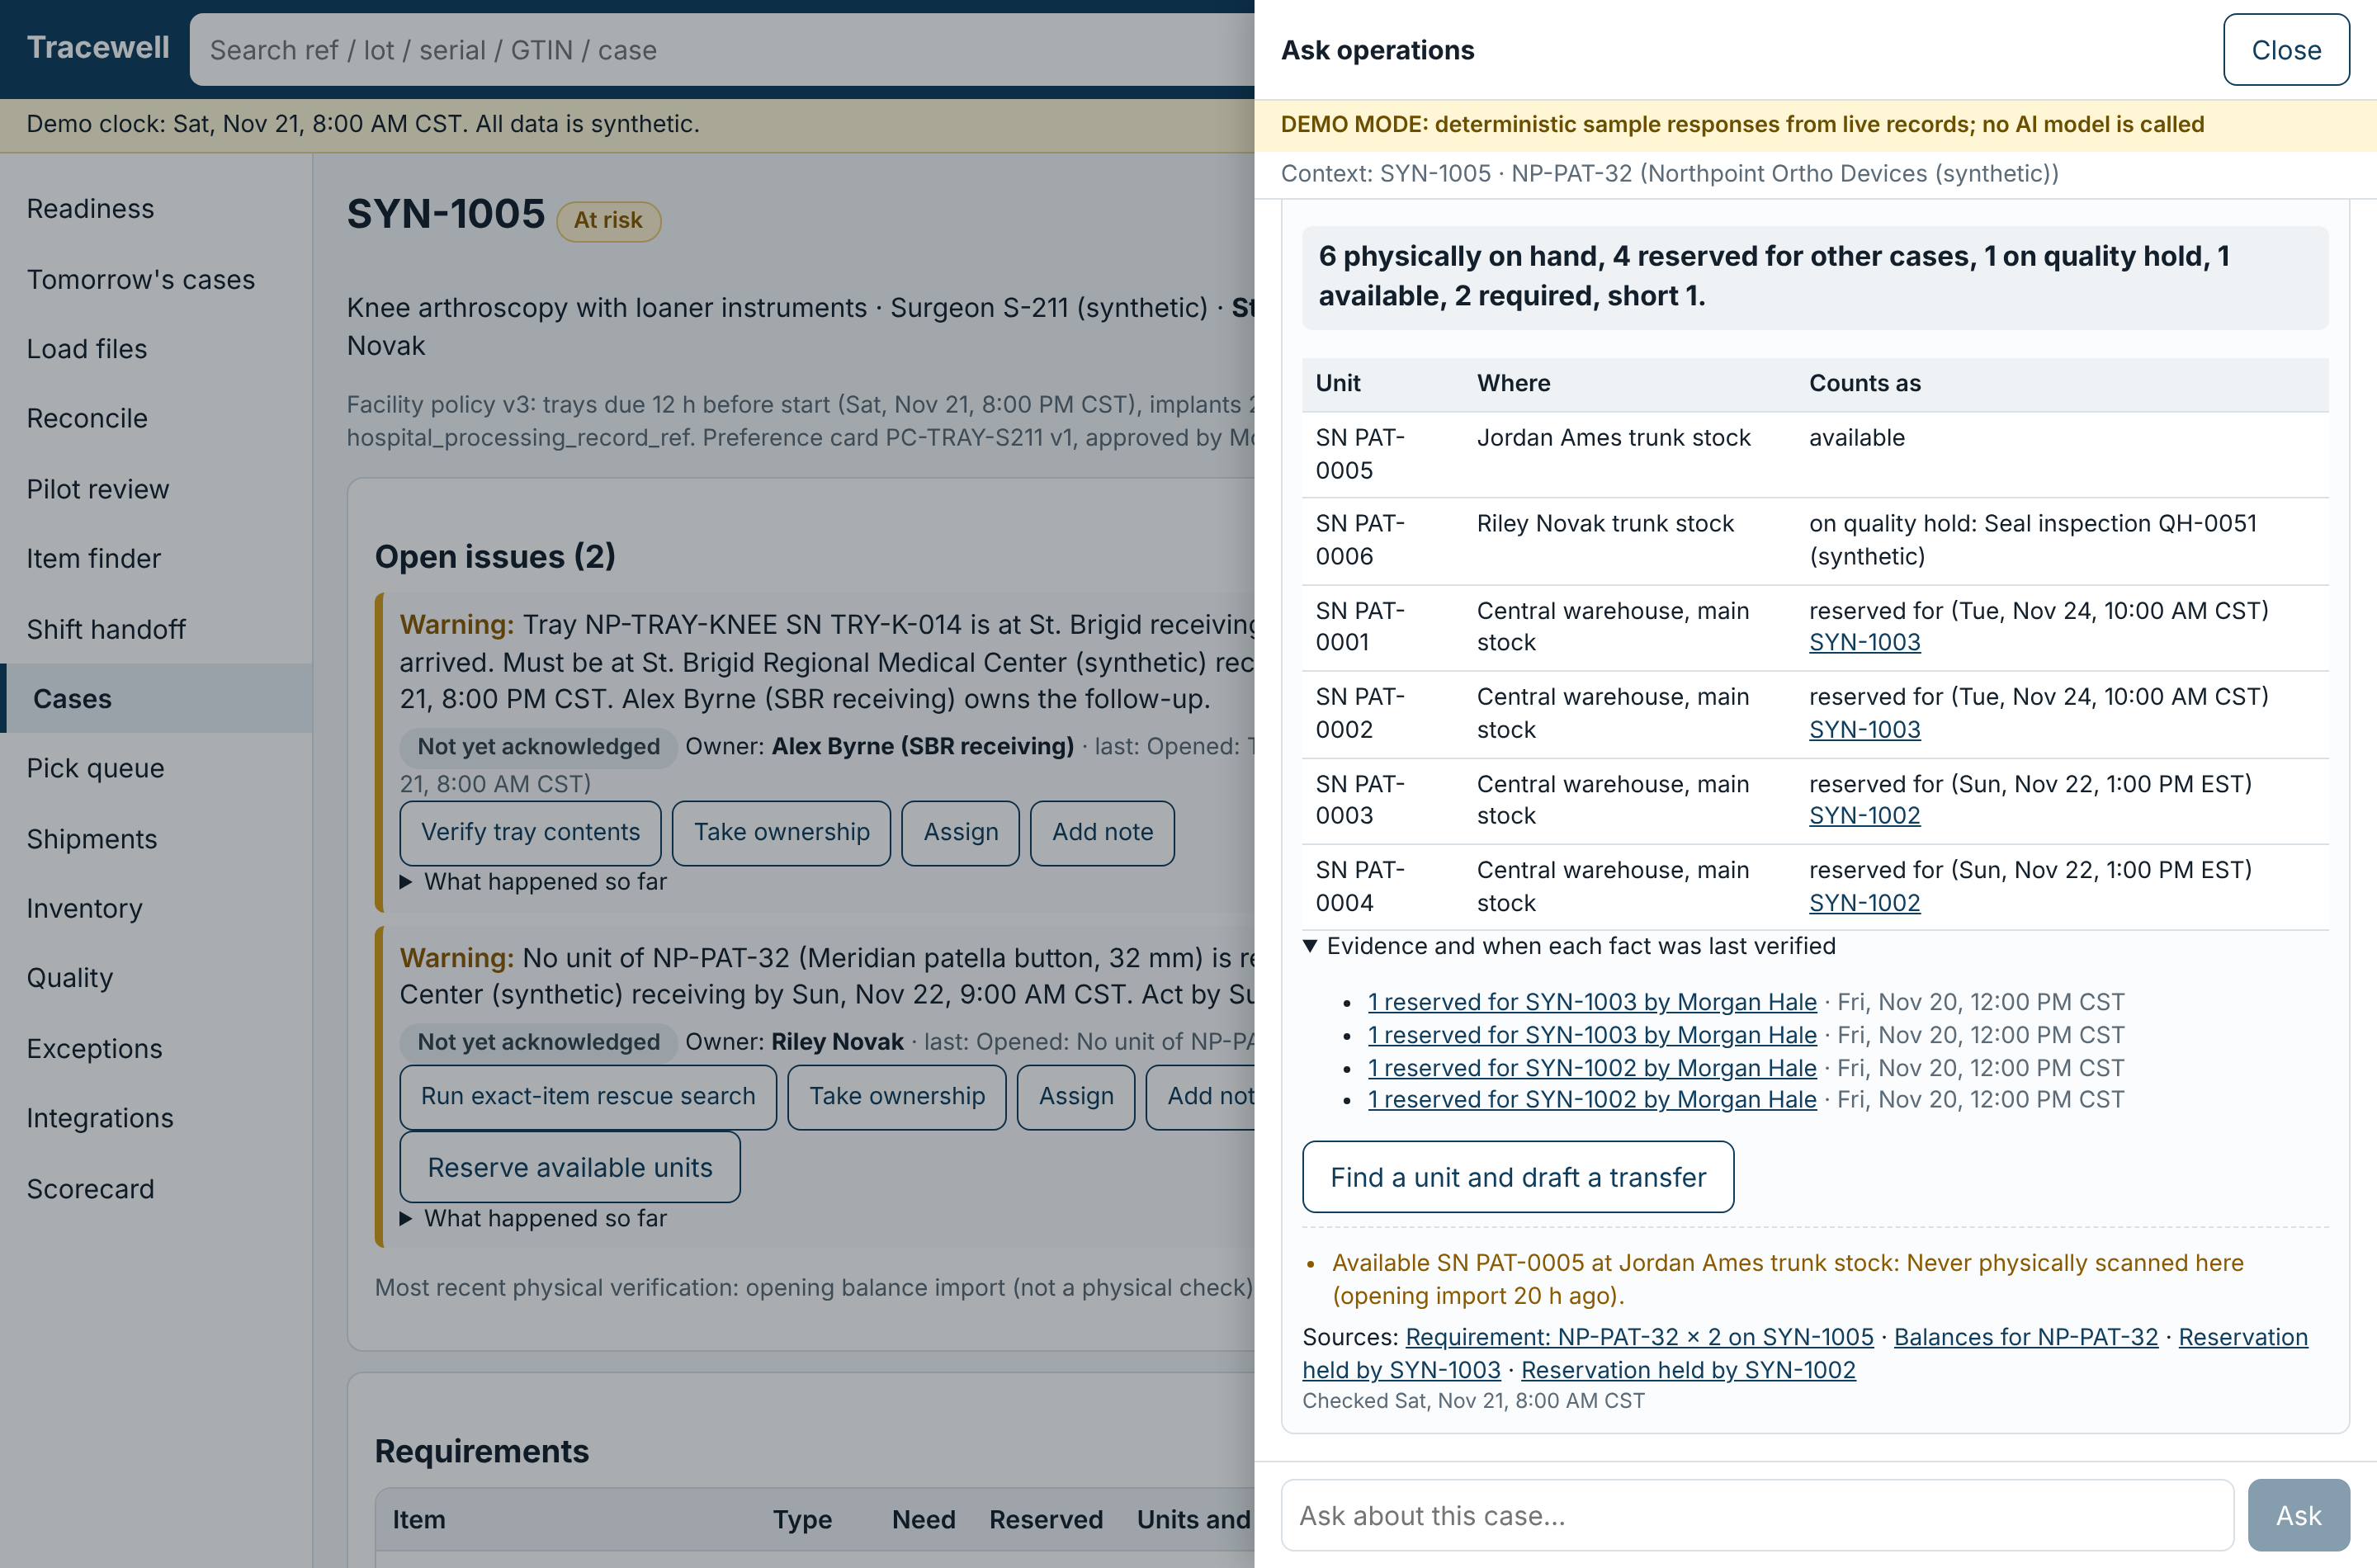 Tracewell
Search ref / lot / serial / GTIN / case
Demo clock: Sat, Nov 21, 8:00 AM CST. All data is synthetic.
Readiness
Tomorrow's cases
Load files
Reconcile
Pilot review
Item finder
Shift handoff
Cases
Pick queue
Shipments
Inventory
Quality
Exceptions
Integrations
Scorecard
SYN-1005
At risk
Knee arthroscopy with loaner instruments · Surgeon S-211 (synthetic) ·
Novak
Facility policy v3: trays due 12 h before start (Sat, Nov 21, 8:00 PM CST), implants
hospital_processing_record_ref. Preference card PC-TRAY-S211 v1, approved by
Open issues (2)
Warning: Tray NP-TRAY-KNEE SN TRY-K-014 is at St. Brigid receiving
arrived. Must be at St. Brigid Regional Medical Center (synthetic)
21, 8:00 PM CST. Alex Byrne (SBR receiving) owns the follow-up.
Not yet acknowledged Owner: Alex Byrne (SBR receiving) · last: Opened:
21, 8:00 AM CST)
Verify tray contents
Take ownership
Assign
Add note
▶ What happened so far
Warning: No unit of NP-PAT-32 (Meridian patella button, 32 mm) is
Center (synthetic) receiving by Sun, Nov 22, 9:00 AM CST. Act by
Not yet acknowledged Owner: Riley Novak · last: Opened: No unit of
Run exact-item rescue search
Take ownership
Assign
Add
Reserve available units
▶ What happened so far
Most recent physical verification: opening balance import (not a physical check)
Requirements
Item Type Need Reserved Units and
Ask operations
Close
DEMO MODE: deterministic sample responses from live records; no AI model is called
Context: SYN-1005 · NP-PAT-32 (Northpoint Ortho Devices (synthetic))
6 physically on hand, 4 reserved for other cases, 1 on quality hold, 1
available, 2 required, short 1.
Unit Where Counts as
SN PAT- Jordan Ames trunk stock available
0005
SN PAT- Riley Novak trunk stock on quality hold: Seal inspection QH-0051
0006 (synthetic)
SN PAT- Central warehouse, main reserved for (Tue, Nov 24, 10:00 AM CST)
0001 stock SYN-1003
SN PAT- Central warehouse, main reserved for (Tue, Nov 24, 10:00 AM CST)
0002 stock SYN-1003
SN PAT- Central warehouse, main reserved for (Sun, Nov 22, 1:00 PM EST)
0003 stock SYN-1002
SN PAT- Central warehouse, main reserved for (Sun, Nov 22, 1:00 PM EST)
0004 stock SYN-1002
▼ Evidence and when each fact was last verified
• 1 reserved for SYN-1003 by Morgan Hale · Fri, Nov 20, 12:00 PM CST
• 1 reserved for SYN-1003 by Morgan Hale · Fri, Nov 20, 12:00 PM CST
• 1 reserved for SYN-1002 by Morgan Hale · Fri, Nov 20, 12:00 PM CST
• 1 reserved for SYN-1002 by Morgan Hale · Fri, Nov 20, 12:00 PM CST
Find a unit and draft a transfer
• Available SN PAT-0005 at Jordan Ames trunk stock: Never physically scanned here
(opening import 20 h ago).
Sources: Requirement: NP-PAT-32 × 2 on SYN-1005 · Balances for NP-PAT-32 · Reservation
held by SYN-1003 · Reservation held by SYN-1002
Checked Sat, Nov 21, 8:00 AM CST
Ask about this case...
Ask